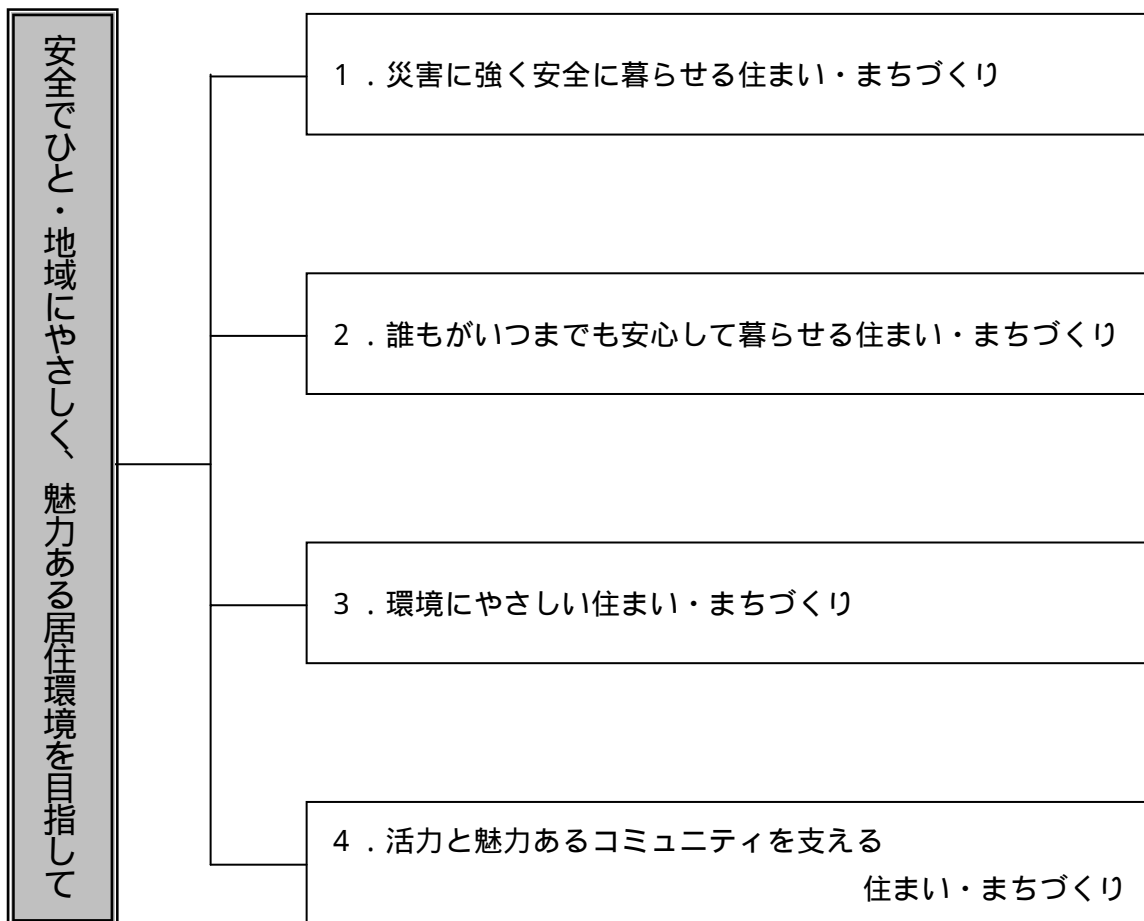 安全でひと・地域にやさしく、魅力ある居住環境を目指して
1．災害に強く安全に暮らせる住まい・まちづくり
2．誰もがいつまでも安心して暮らせる住まい・まちづくり
3．環境にやさしい住まい・まちづくり
4．活力と魅力あるコミュニティを支える
住まい・まちづくり